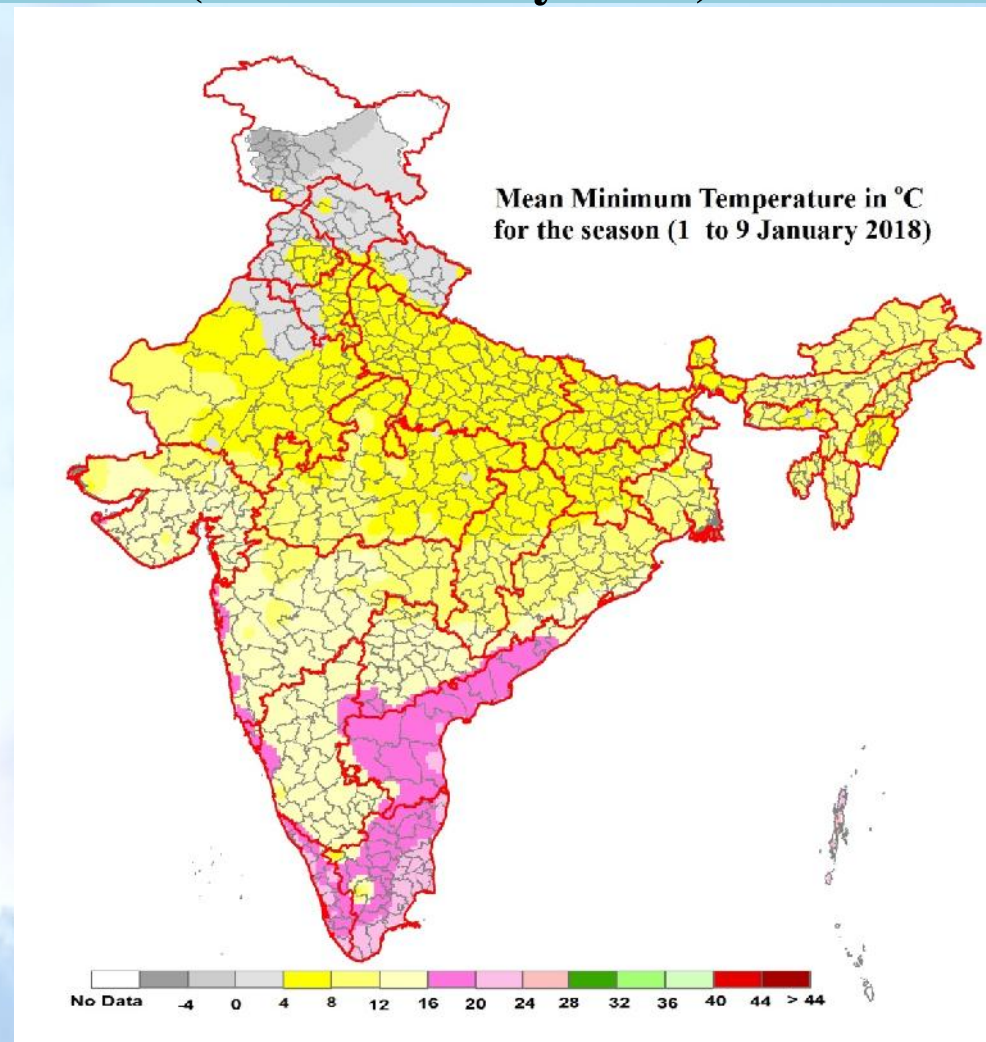 Mean Minimum Temperature in °C
for the season (1 to 9 January 2018)
No Data -4 0 4 8 12 16 20 24 28 32 36 40 44 > 44